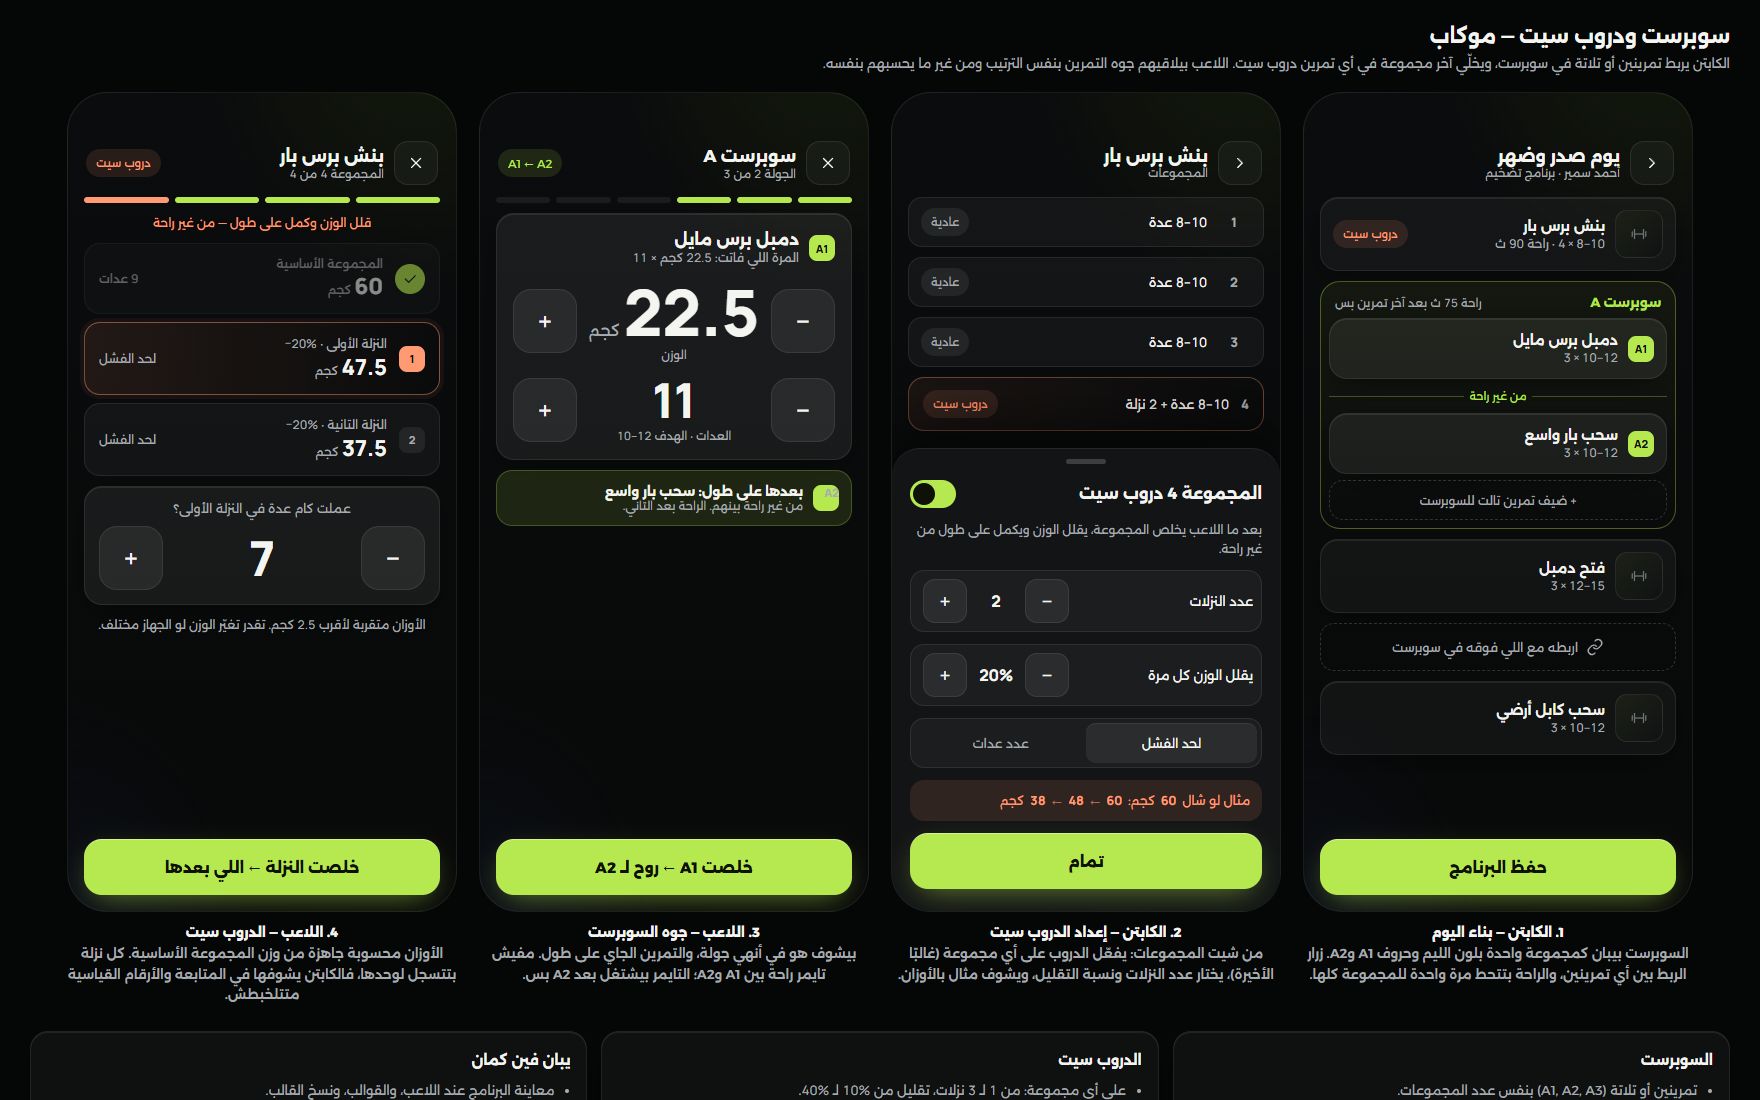 سوبرست ودروب سيت – موكاب
الكابتن يربط تمرينين أو تلاتة في سوبرست، ويخلّي آخر مجموعة في أي تمرين دروب سيت. اللاعب بيلاقيهم جوه التمرين بنفس الترتيب ومن غير ما يحسبهم بنفسه.
يوم صدر وضهر
أحمد سمير · برنامج تضخيم
بنش برس بار
4 × 8–10 · راحة 90 ث
دروب سيت
سوبرست A
راحة 75 ث بعد آخر تمرين بس
A1
دمبل برس مايل
3 × 10–12
من غير راحة
A2
سحب بار واسع
3 × 10–12
+ ضيف تمرين تالت للسوبرست
فتح دمبل
3 × 12–15
اربطه مع اللي فوقه في سوبرست
سحب كابل أرضي
3 × 10–12
حفظ البرنامج
1. الكابتن – بناء اليوم
السوبرست بيبان كمجموعة واحدة بلون الليم وحروف A1 وA2. زرار
الربط بين أي تمرينين، والراحة بتتحط مرة واحدة للمجموعة كلها.
بنش برس بار
المجموعات
1
8–10 عدة
عادية
2
8–10 عدة
عادية
3
8–10 عدة
عادية
4
8–10 عدة + 2 نزلة
دروب سيت
المجموعة 4 دروب سيت
بعد ما اللاعب يخلص المجموعة، يقلل الوزن ويكمل على طول من
غير راحة.
عدد النزلات
− 2 +
يقلل الوزن كل مرة
− 20% +
لحد الفشل
عدد عدات
مثال لو شال 60 كجم: 60 ← 48 ← 38 كجم
تمام
2. الكابتن – إعداد الدروب سيت
من شيت المجموعات: يفعّل الدروب على أي مجموعة (غالبًا
الأخيرة)، يختار عدد النزلات ونسبة التقليل، ويشوف مثال بالأوزان.
سوبرست A
الجولة 2 من 3
A1 ← A2
A1
دمبل برس مايل
المرة اللي فاتت: 22.5 كجم × 11
− 22.5 كجم +
الوزن
− 11 +
العدات · الهدف 10–12
A2
بعدها على طول: سحب بار واسع
من غير راحة بينهم. الراحة بعد التاني.
خلصت A1 ← روح لـ A2
3. اللاعب – جوه السوبرست
بيشوف هو في أنهي جولة، والتمرين الجاي على طول. مفيش
تايمر راحة بين A1 وA2؛ التايمر بيشتغل بعد A2 بس.
بنش برس بار
المجموعة 4 من 4
دروب سيت
قلل الوزن وكمل على طول – من غير راحة
المجموعة الأساسية
60 كجم
9 عدات
1
النزلة الأولى · −20%
47.5 كجم
لحد الفشل
2
النزلة التانية · −20%
37.5 كجم
لحد الفشل
عملت كام عدة في النزلة الأولى؟
− 7 +
الأوزان متقربة لأقرب 2.5 كجم. تقدر تغيّر الوزن لو الجهاز مختلف.
خلصت النزلة ← اللي بعدها
4. اللاعب – الدروب سيت
الأوزان محسوبة جاهزة من وزن المجموعة الأساسية. كل نزلة
بتتسجل لوحدها، فالكابتن يشوفها في المتابعة والأرقام القياسية
متتلخبطش.
السوبرست
• تمرينين أو تلاتة (A1, A2, A3) بنفس عدد المجموعات.
الدروب سيت
• على أي مجموعة: من 1 لـ 3 نزلات، تقليل من 10% لـ 40%.
يبان فين كمان
• معاينة البرنامج عند اللاعب، والقوالب، ونسخ القالب.